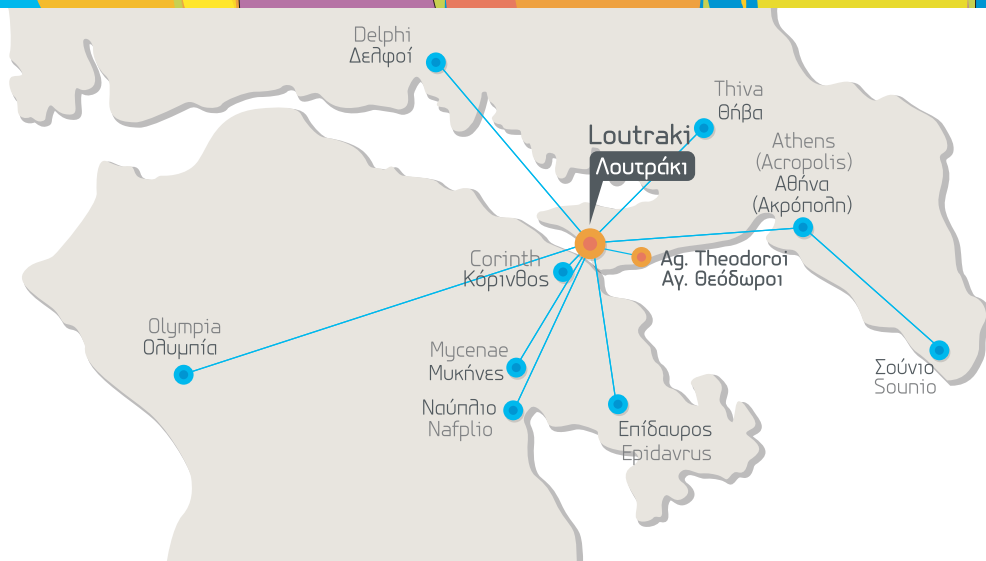 Delphi
Δελφοί
Thiva
Θήβα
Loutraki
Λουτράκι
Athens
(Acropolis)
Αθήνα
(Ακρόπολη)
Corinth
Κόρινθος
Ag. Theodoroi
Αγ. Θεόδωροι
Olympia
Ολυμπία
Mycenae
Μυκήνες
Σούνιο
Sounio
Ναύπλιο
Nafplio
Επίδαυρος
Epidavrus